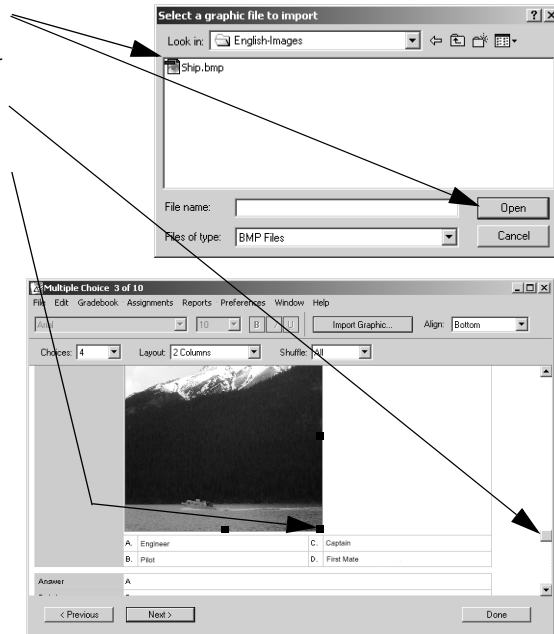 Select a graphic file to import
Look in: English-Images
Ship.bmp
File name: Open
Files of type: BMP Files Cancel
Multiple Choice 3 of 10
File Edit Gradebook Assignments Reports Preferences Window Help
Arial 10 B I U Import Graphic... Align: Bottom
Choices: 4 Layout: 2 Columns Shuffle: All
A. Engineer C. Captain
B. Pilot D. First Mate
Answer A
< Previous Next > Done